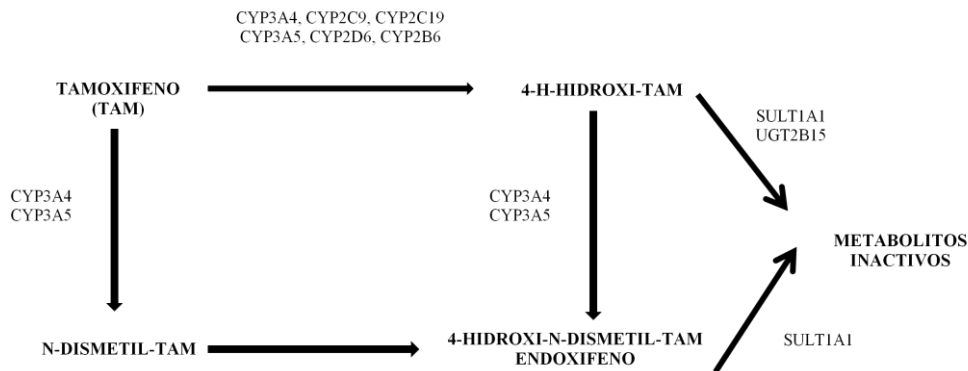 CYP3A4, CYP2C9, CYP2C19
CYP3A5, CYP2D6, CYP2B6
TAMOXIFENO
(TAM)
4-H-HIDROXI-TAM
SULT1A1
UGT2B15
CYP3A4
CYP3A5
CYP3A4
CYP3A5
METABOLITOS
INACTIVOS
N-DISMETIL-TAM
4-HIDROXI-N-DISMETIL-TAM
ENDOXIFENO
SULT1A1